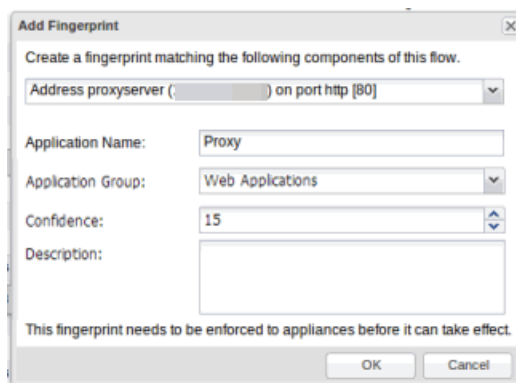 Add Fingerprint
Create a fingerprint matching the following components of this flow.
Address proxyserver ( ) on port http [80]
Application Name: Proxy
Application Group: Web Applications
Confidence: 15
Description:
This fingerprint needs to be enforced to appliances before it can take effect.
OK Cancel